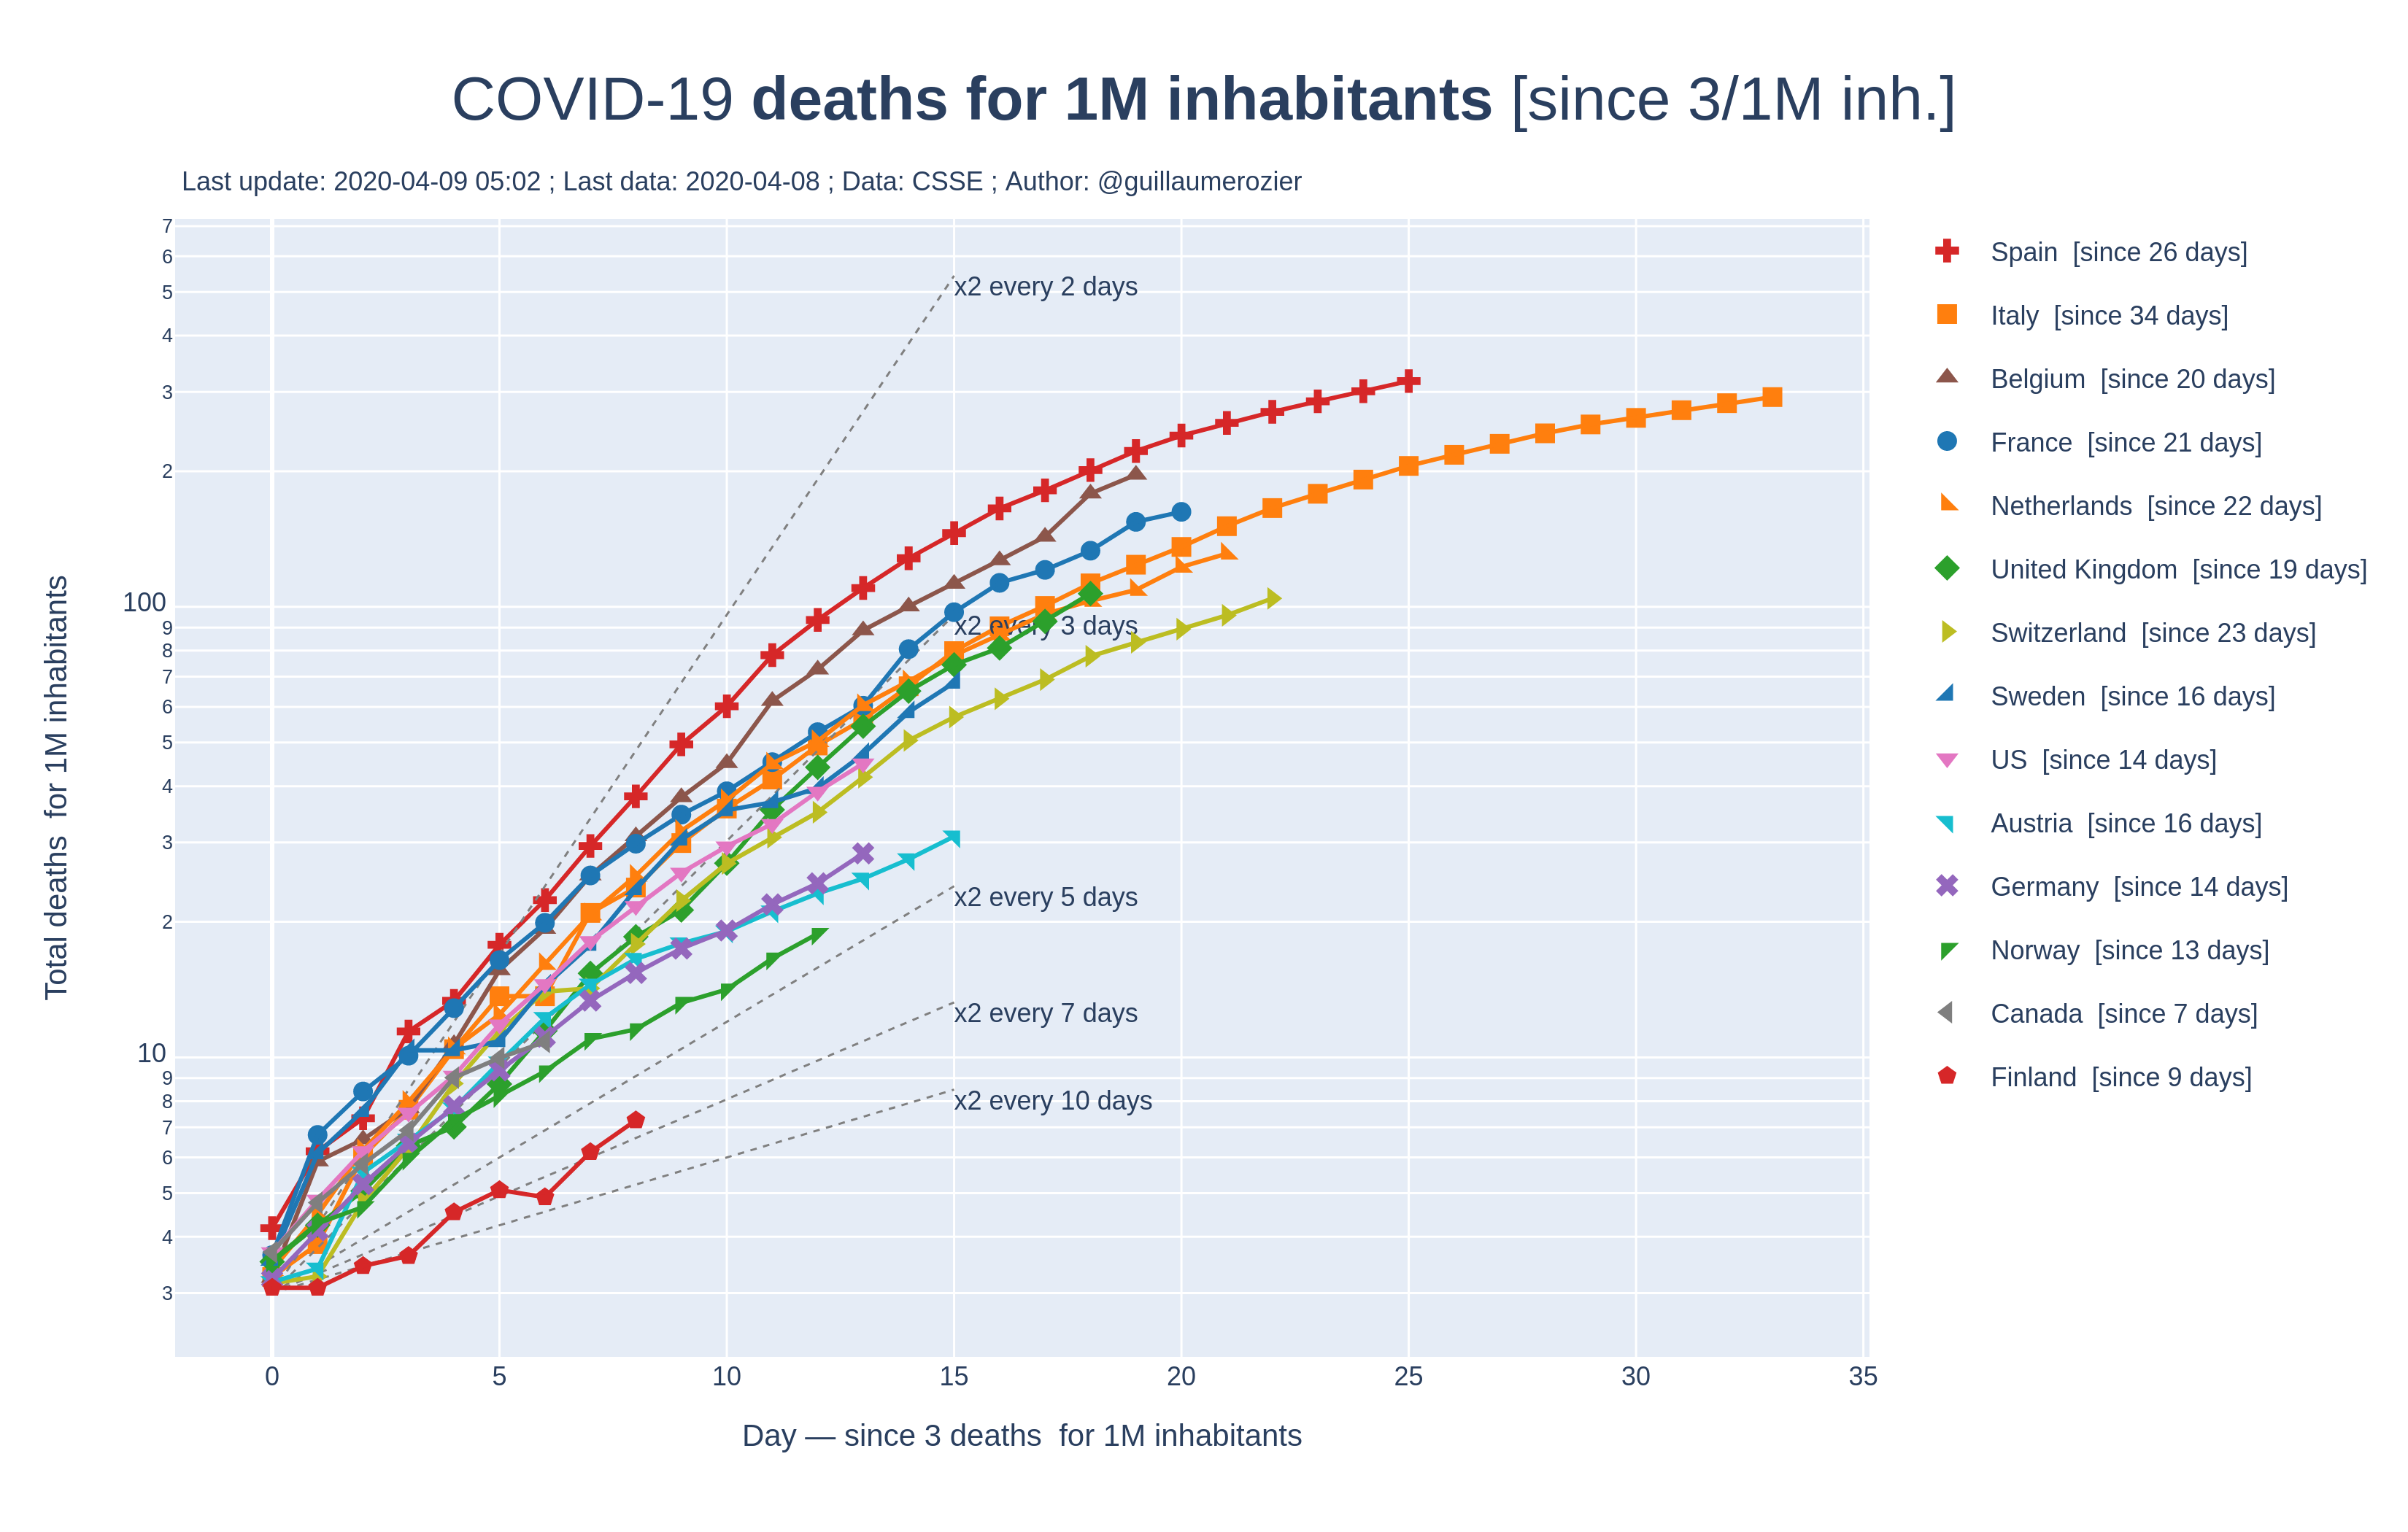 COVID-19 deaths for 1M inhabitants [since 3/1M inh.]
Last update: 2020-04-09 05:02 ; Last data: 2020-04-08 ; Data: CSSE ; Author: @guillaumerozier
7
6
5
4
3
2
100
9
8
7
6
5
4
3
2
10
9
8
7
6
5
4
3
Total deaths for 1M inhabitants
x2 every 2 days
x2 every 3 days
x2 every 5 days
x2 every 7 days
x2 every 10 days
0 5 10 15 20 25 30 35
Day — since 3 deaths for 1M inhabitants
Spain [since 26 days]
Italy [since 34 days]
Belgium [since 20 days]
France [since 21 days]
Netherlands [since 22 days]
United Kingdom [since 19 days]
Switzerland [since 23 days]
Sweden [since 16 days]
US [since 14 days]
Austria [since 16 days]
Germany [since 14 days]
Norway [since 13 days]
Canada [since 7 days]
Finland [since 9 days]